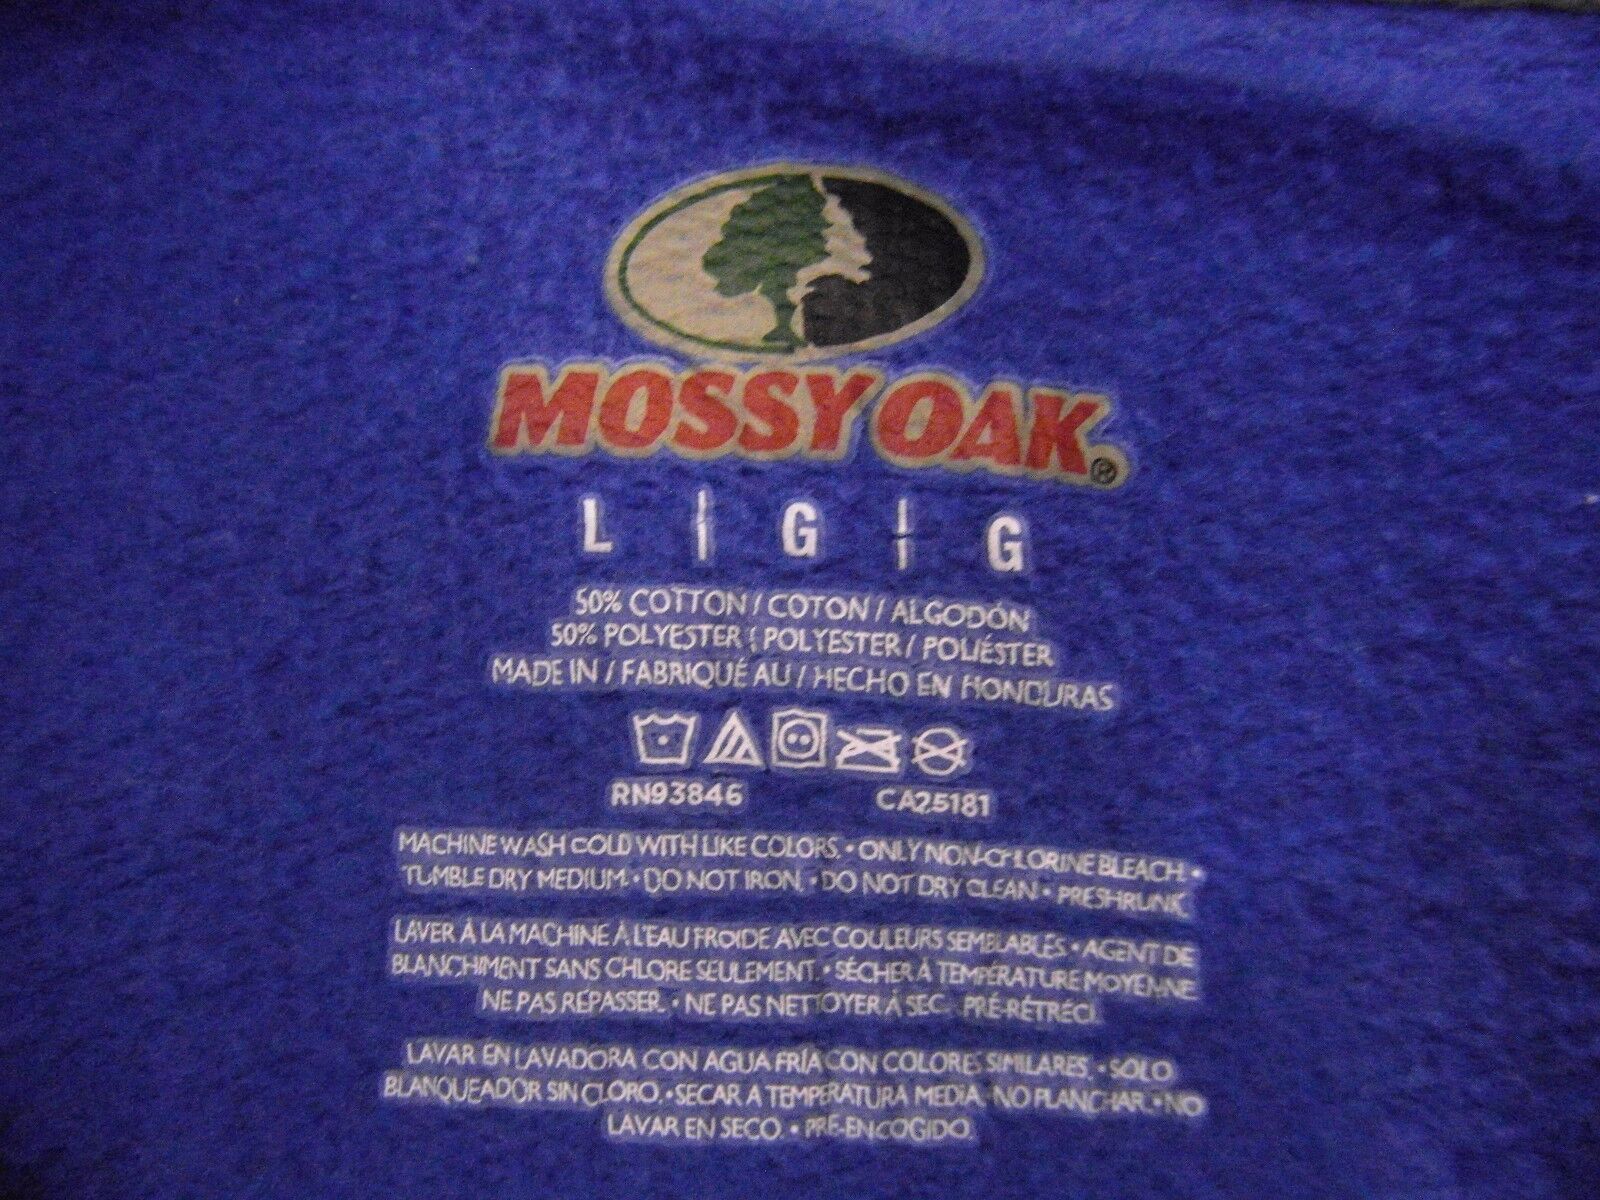 MOSSY OAK®
L | G | G
50% COTTON / COTON / ALGODÓN
50% POLYESTER / POLYESTER / POLIÉSTER
MADE IN / FABRIQUÉ AU / HECHO EN HONDURAS
RN93846 CA25181
MACHINE WASH COLD WITH LIKE COLORS. • ONLY NON-CHLORINE BLEACH. •
TUMBLE DRY MEDIUM. • DO NOT IRON. • DO NOT DRY CLEAN • PRESHRUNK.
LAVER À LA MACHINE À L'EAU FROIDE AVEC COULEURS SEMBLABLES • AGENT DE
BLANCHIMENT SANS CHLORE SEULEMENT. • SÉCHER À TEMPÉRATURE MOYENNE
NE PAS REPASSER. • NE PAS NETTOYER À SEC. PRÉ-RÉTRÉCI.
LAVAR EN LAVADORA CON AGUA FRÍA CON COLORES SIMILARES. • SOLO
BLANQUEADOR SIN CLORO. • SECAR A TEMPERATURA MEDIA. NO PLANCHAR. • NO
LAVAR EN SECO. • PRE-ENCOGIDO.